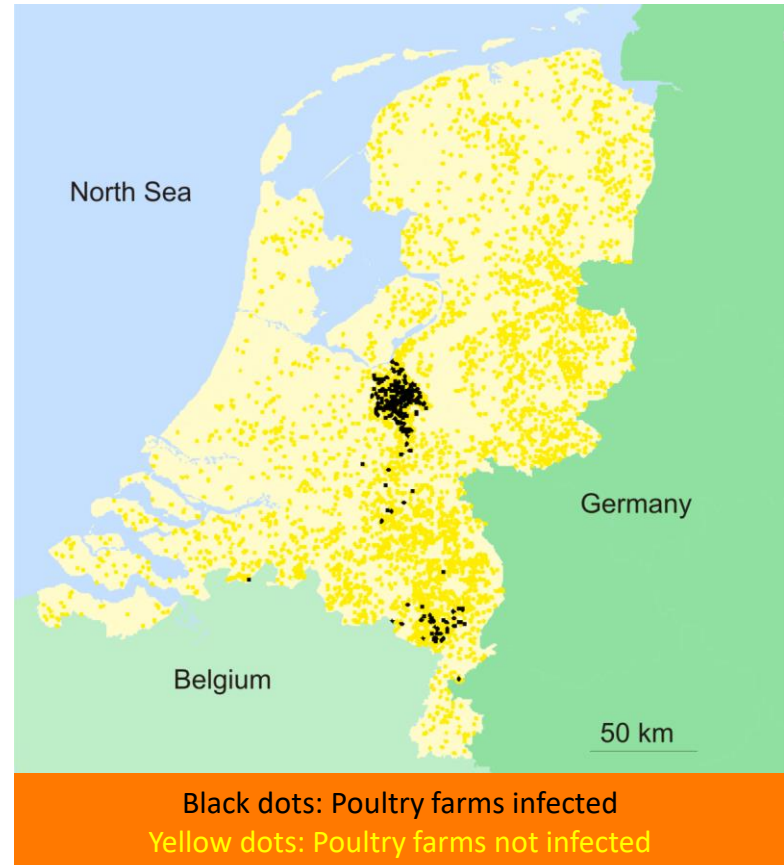 North Sea
Germany
Belgium
50 km
Black dots: Poultry farms infected
Yellow dots: Poultry farms not infected